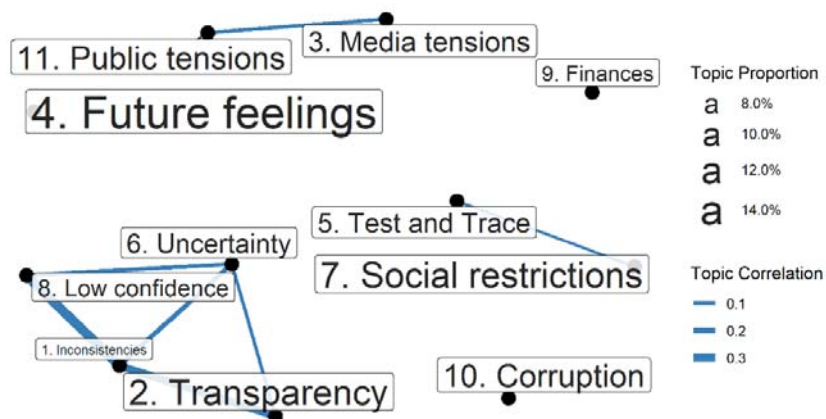 3. Media tensions
11. Public tensions
9. Finances
4. Future feelings
5. Test and Trace
6. Uncertainty
7. Social restrictions
8. Low confidence
1. Inconsistencies
2. Transparency
10. Corruption
Topic Proportion
a 8.0%
a 10.0%
a 12.0%
a 14.0%
Topic Correlation
0.1
0.2
0.3